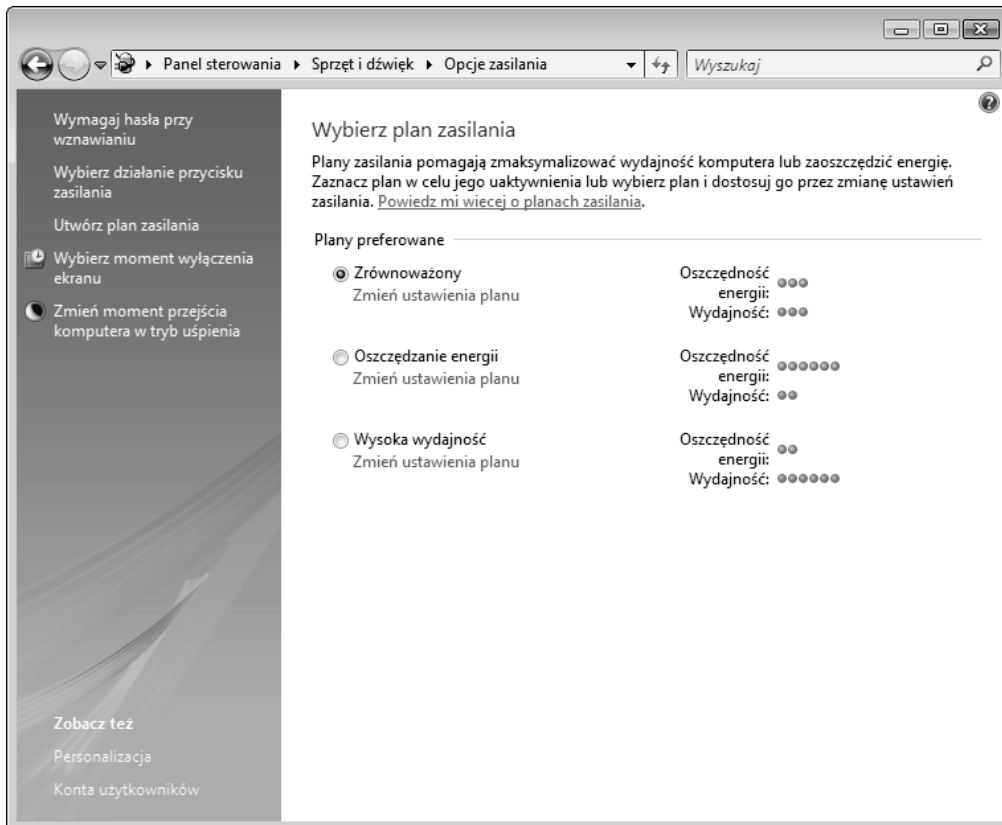 Panel sterowania
Sprzęt i dźwięk
Opcje zasilania
Wyszukaj
Wymagaj hasła przy
wznawianiu
Wybierz działanie przycisku
zasilania
Utwórz plan zasilania
Wybierz moment wyłączenia
ekranu
Zmień moment przejścia
komputera w tryb uśpienia
Zobacz też
Personalizacja
Konta użytkowników
Wybierz plan zasilania
Plany zasilania pomagają zmaksymalizować wydajność komputera lub zaoszczędzić energię.
Zaznacz plan w celu jego uaktywnienia lub wybierz plan i dostosuj go przez zmianę ustawień
zasilania. Powiedz mi wiecej o planach zasilania.
Plany preferowane
Zrównoważony
Zmień ustawienia planu
Oszczędność
energii:
Wydajność:
Oszczędzanie energii
Zmień ustawienia planu
Oszczędność
energii:
Wydajność:
Wysoka wydajność
Zmień ustawienia planu
Oszczędność
energii:
Wydajność: